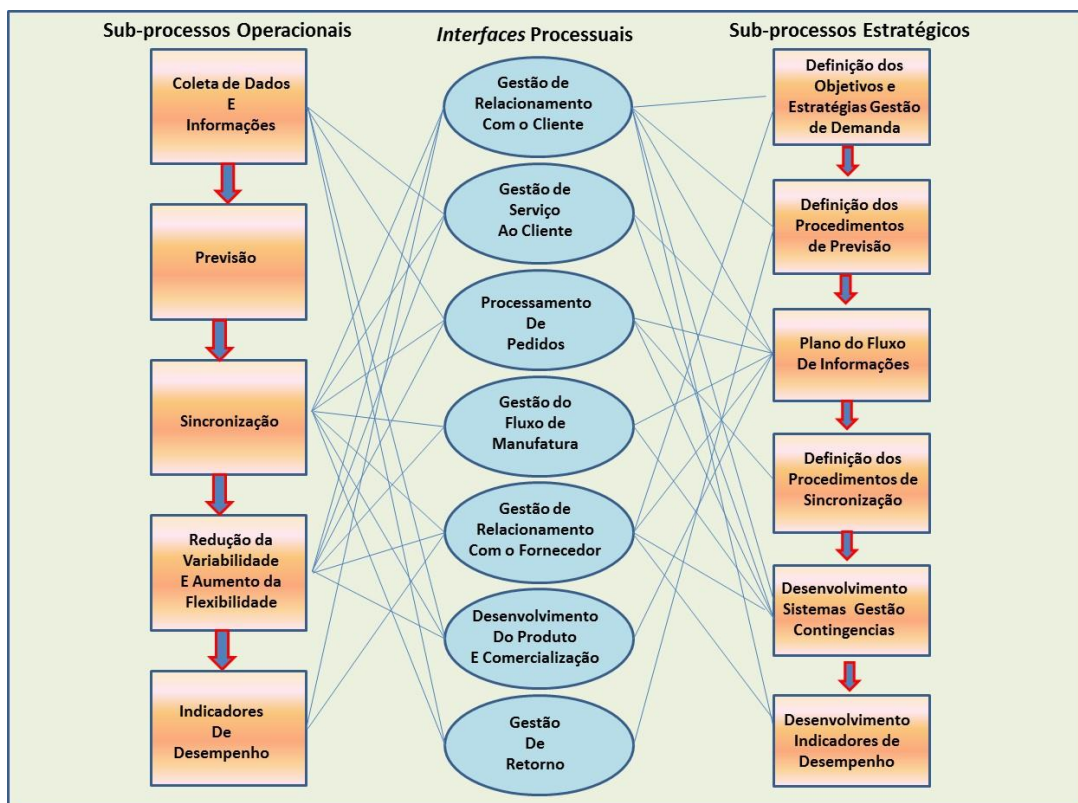 Sub-processos Operacionais
Coleta de Dados
E
Informações
Previsão
Sincronização
Redução da
Variabilidade
E Aumento da
Flexibilidade
Indicadores
De
Desempenho
Interfaces Processuais
Gestão de
Relacionamento
Com o Cliente
Gestão de
Serviço
Ao Cliente
Processamento
De
Pedidos
Gestão do
Fluxo de
Manufatura
Gestão de
Relacionamento
Com o Fornecedor
Desenvolvimento
Do Produto
E Comercialização
Gestão
De
Retorno
Sub-processos Estratégicos
Definição dos
Objetivos e
Estratégias Gestão
de Demanda
Definição dos
Procedimentos
de Previsão
Plano do Fluxo
De Informações
Definição dos
Procedimentos de
Sincronização
Desenvolvimento
Sistemas Gestão
Contingencias
Desenvolvimento
Indicadores de
Desempenho